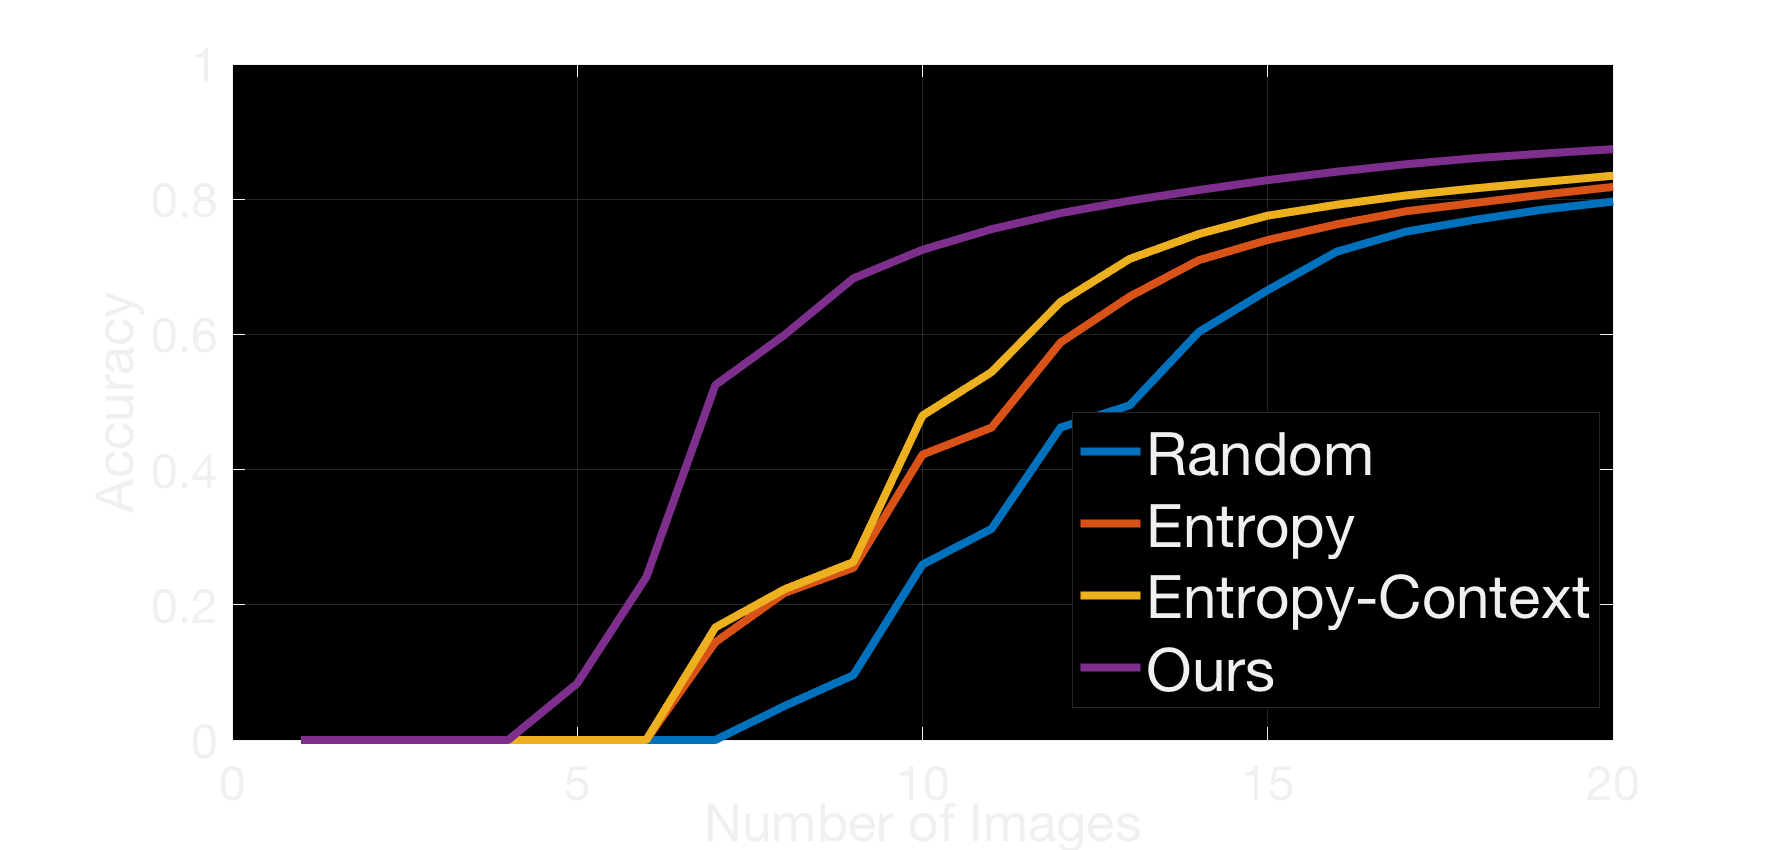 1
0.8
0.6
0.4
0.2
0
Accuracy
0 5 10 15 20
Number of Images
Random
Entropy
Entropy-Context
Ours